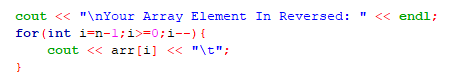 cout << "\nYour Array Element In Reversed: " << endl;
for(int i=n-1;i>=0;i--){
cout << arr[i] << "\t";
}